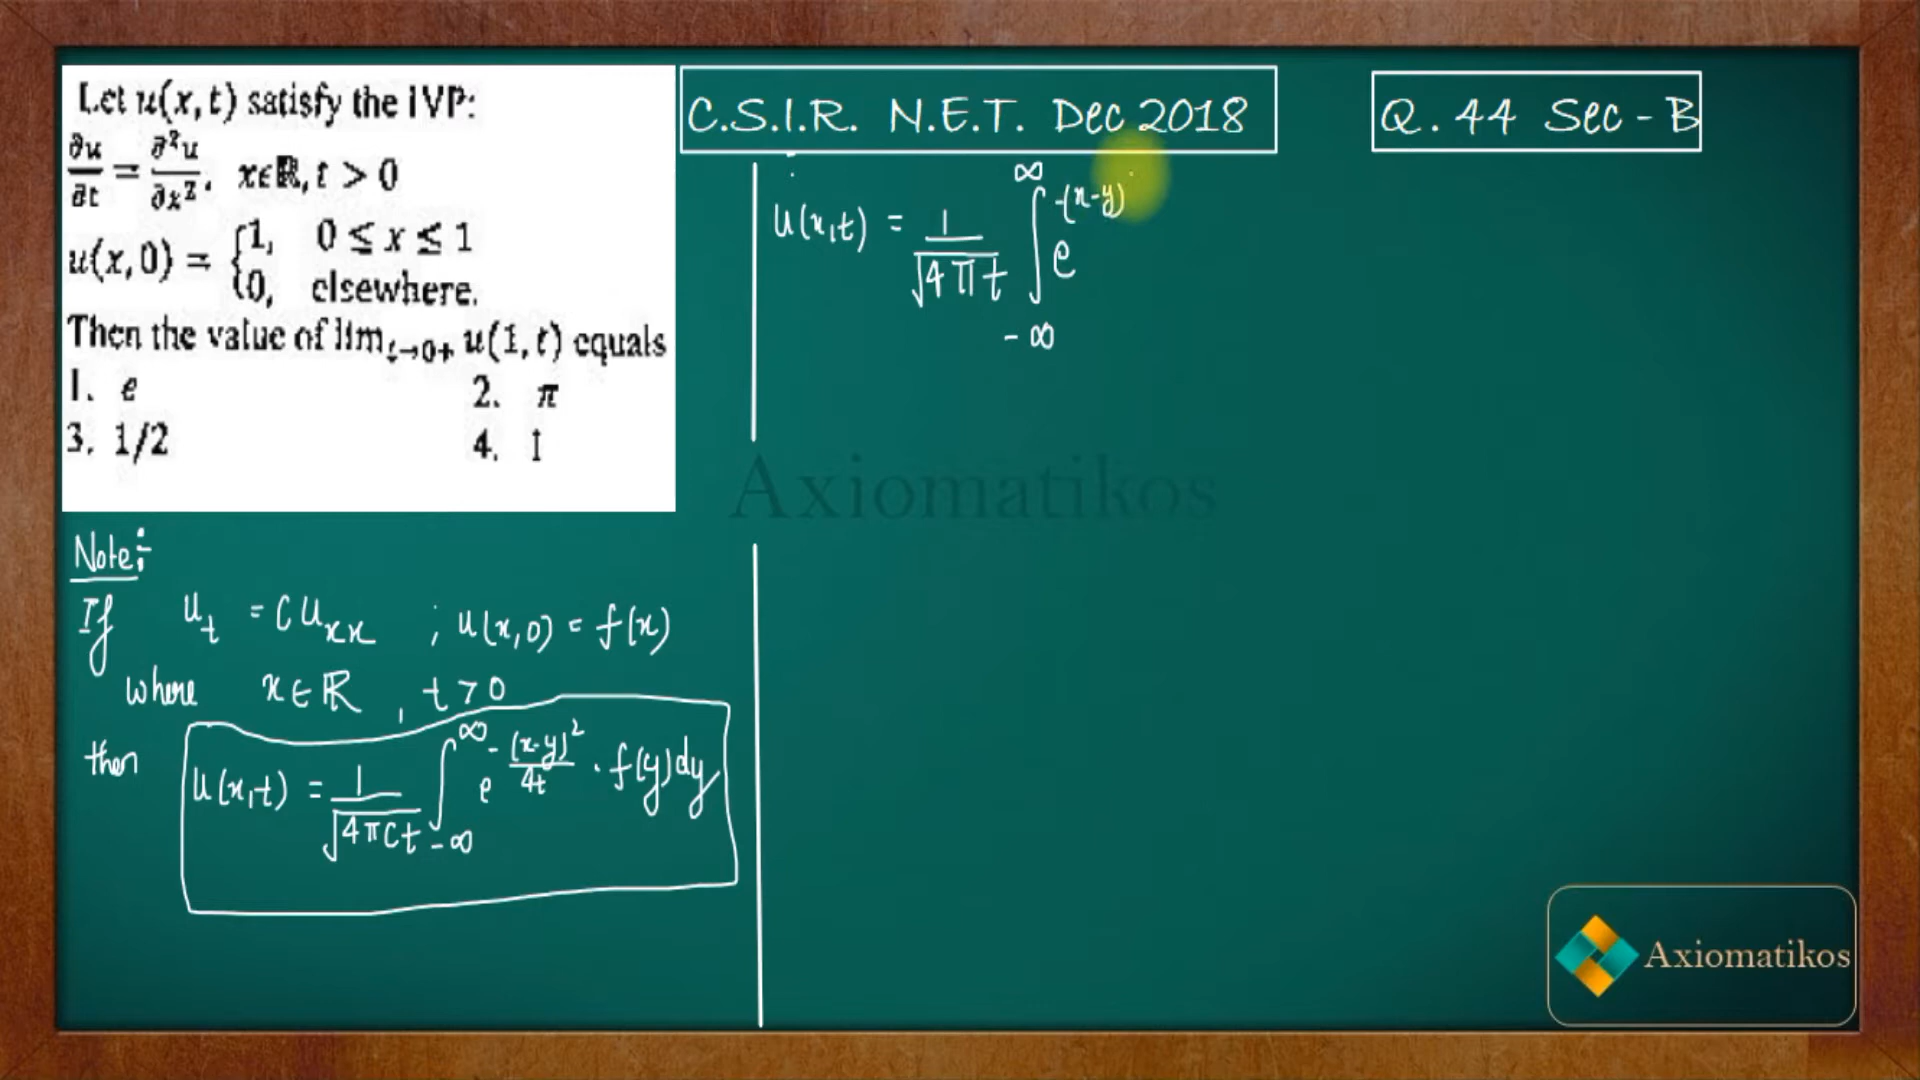 Let u(x, t) satisfy the IVP:
∂u/∂t = ∂²u/∂x², x∈ℝ, t > 0
u(x, 0) = {1, 0 ≤ x ≤ 1
{0, elsewhere.
Then the value of lim_{t→0+} u(1, t) equals
1. e 2. π
3. 1/2 4. 1
C.S.I.R. N.E.T. Dec 2018
Q. 44 Sec - B
u(x,t) = 1/√4πt ∫_{-∞}^{∞} e^{-(x-y)}
Axiomatikos
Note:-
If u_t = C u_xx ; u(x,0) = f(x)
where x ∈ ℝ, t > 0
then u(x,t) = 1/√4πct ∫_{-∞}^{∞} e^{-(x-y)²/4t} . f(y)dy
Axiomatikos